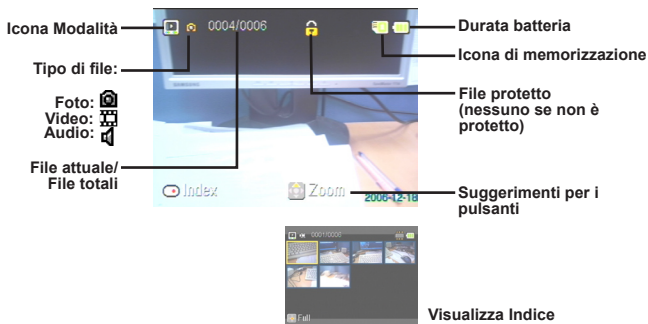 Icona Modalità
0004/0006
Durata batteria
Icona di memorizzazione
Tipo di file:
Foto:
Video:
Audio:
File protetto
(nessuno se non è
protetto)
File attuale/
File totali
Index
Zoom
2006-12-18
Suggerimenti per i
pulsanti
0001/0006
Full
Visualizza Indice